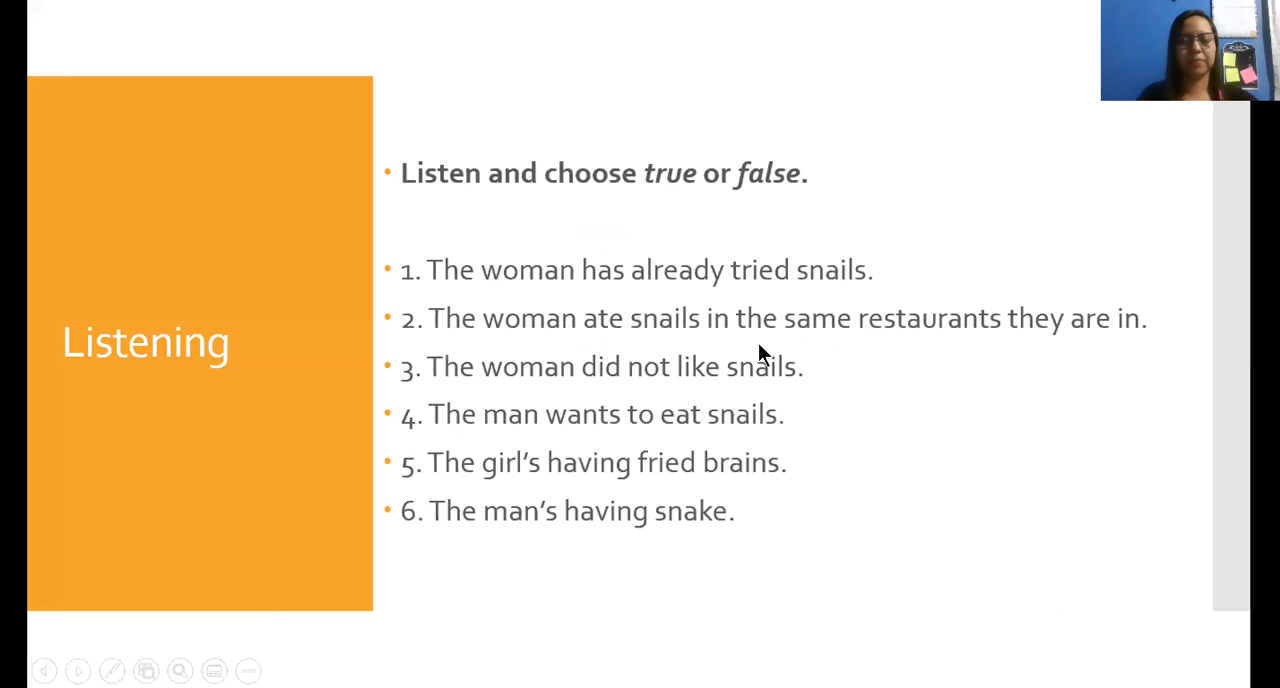 Listening
Listen and choose true or false.
1. The woman has already tried snails.
2. The woman ate snails in the same restaurants they are in.
3. The woman did not like snails.
4. The man wants to eat snails.
5. The girl’s having fried brains.
6. The man’s having snake.